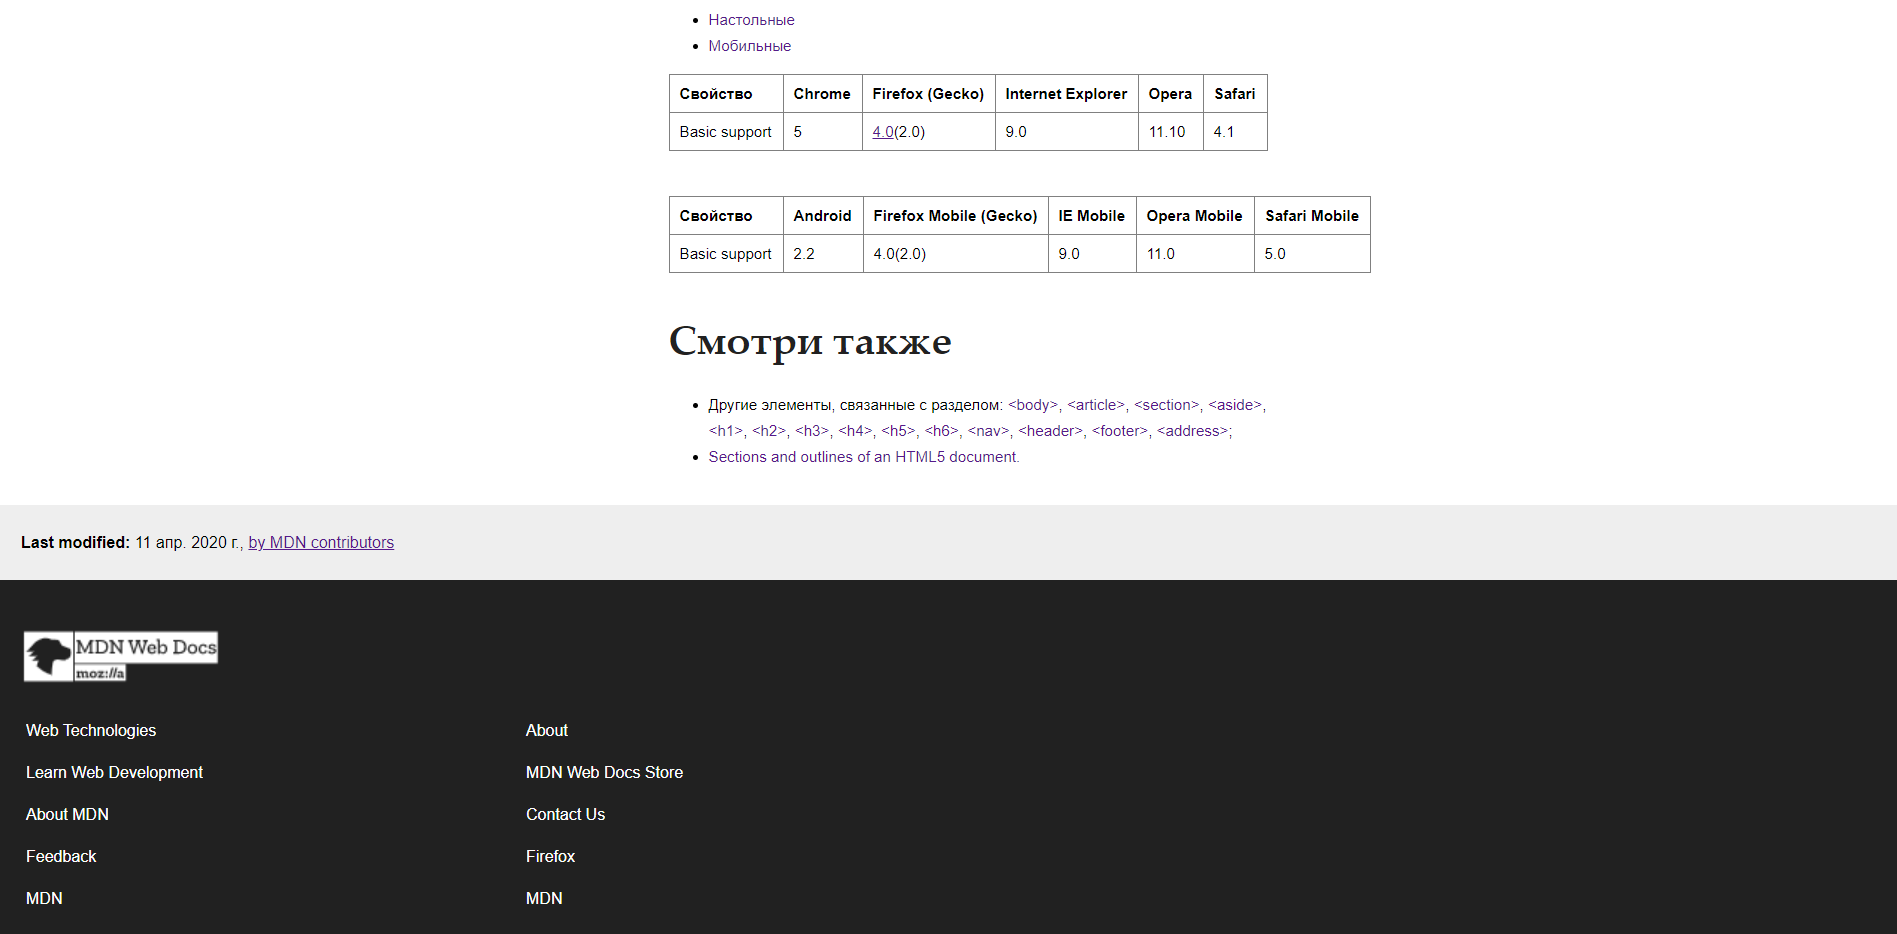 Настольные
Мобильные
Свойство Chrome Firefox (Gecko) Internet Explorer Opera Safari
Basic support 5 4.0(2.0) 9.0 11.10 4.1
Свойство Android Firefox Mobile (Gecko) IE Mobile Opera Mobile Safari Mobile
Basic support 2.2 4.0(2.0) 9.0 11.0 5.0
Смотри также
Другие элементы, связанные с разделом: <body>, <article>, <section>, <aside>,
<h1>, <h2>, <h3>, <h4>, <h5>, <h6>, <nav>, <header>, <footer>, <address>;
Sections and outlines of an HTML5 document.
Last modified: 11 апр. 2020 г., by MDN contributors
MDN Web Docs
moz://a
Web Technologies
Learn Web Development
About MDN
Feedback
MDN
About
MDN Web Docs Store
Contact Us
Firefox
MDN